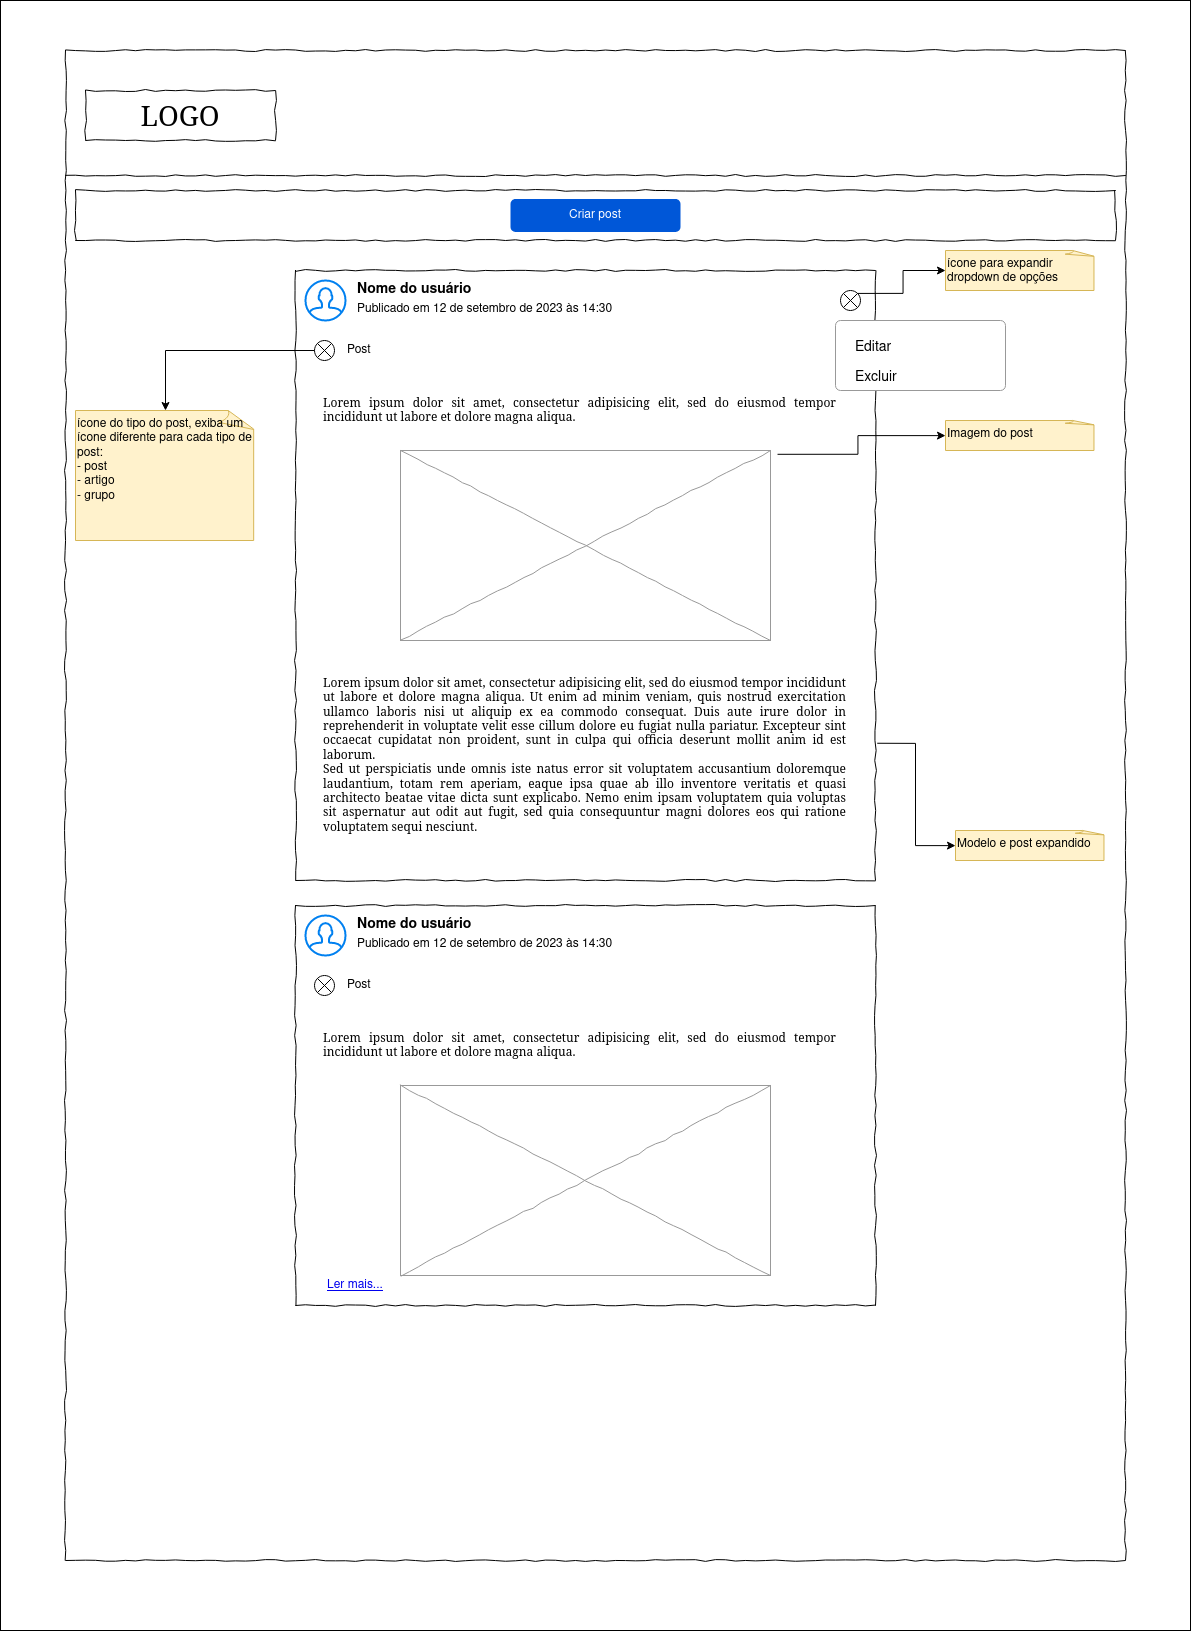 LOGO
Criar post
ícone para expandir
dropdown de opções
Nome do usuário
Publicado em 12 de setembro de 2023 às 14:30
Post
Editar
Excluir
Lorem ipsum dolor sit amet, consectetur adipisicing elit, sed do eiusmod tempor
incididunt ut labore et dolore magna aliqua.
ícone do tipo do post, exiba um
ícone diferente para cada tipo de
post:
- post
- artigo
- grupo
Imagem do post
Lorem ipsum dolor sit amet, consectetur adipisicing elit, sed do eiusmod tempor incididunt
ut labore et dolore magna aliqua. Ut enim ad minim veniam, quis nostrud exercitation
ullamco laboris nisi ut aliquip ex ea commodo consequat. Duis aute irure dolor in
reprehenderit in voluptate velit esse cillum dolore eu fugiat nulla pariatur. Excepteur sint
occaecat cupidatat non proident, sunt in culpa qui officia deserunt mollit anim id est
laborum.
Sed ut perspiciatis unde omnis iste natus error sit voluptatem accusantium doloremque
laudantium, totam rem aperiam, eaque ipsa quae ab illo inventore veritatis et quasi
architecto beatae vitae dicta sunt explicabo. Nemo enim ipsam voluptatem quia voluptas
sit aspernatur aut odit aut fugit, sed quia consequuntur magni dolores eos qui ratione
voluptatem sequi nesciunt.
Modelo e post expandido
Nome do usuário
Publicado em 12 de setembro de 2023 às 14:30
Post
Lorem ipsum dolor sit amet, consectetur adipisicing elit, sed do eiusmod tempor
incididunt ut labore et dolore magna aliqua.
Ler mais...